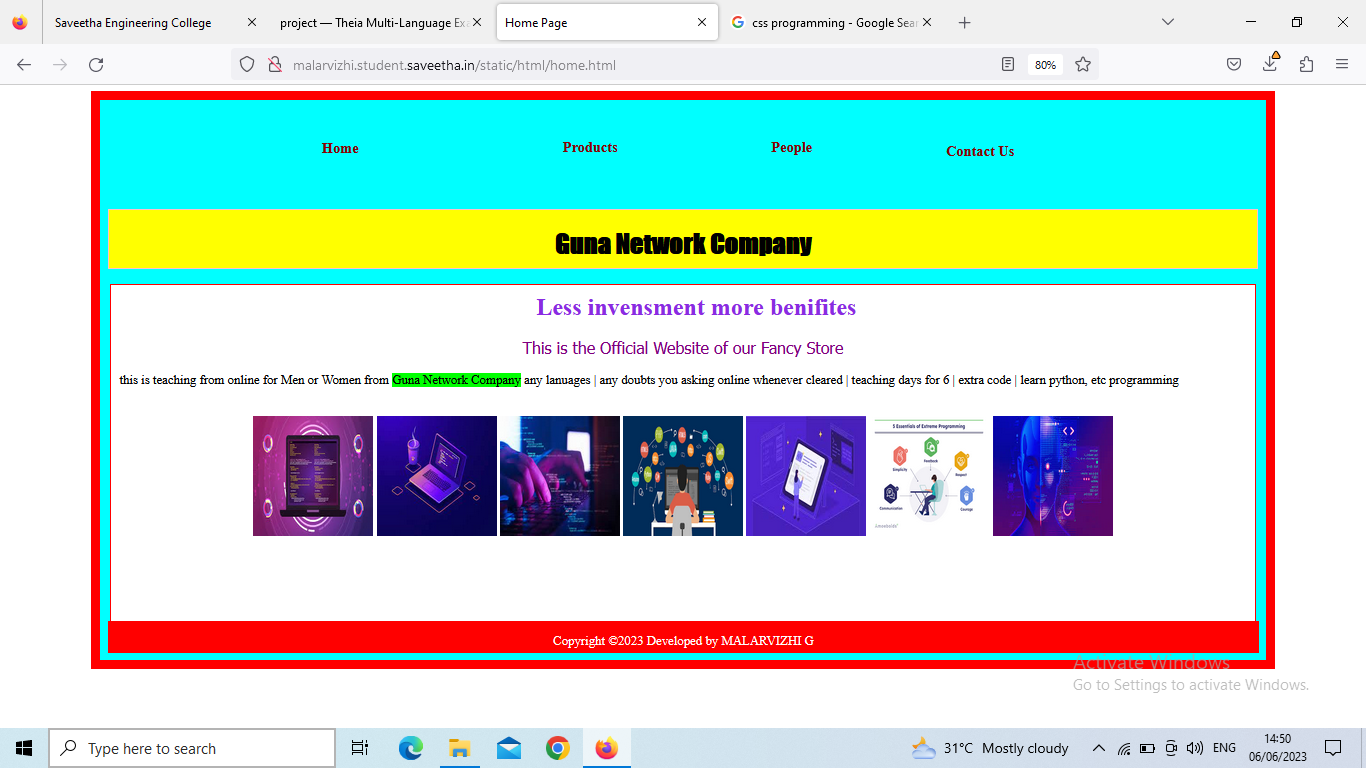 Saveetha Engineering College
project — Theia Multi-Language Exa
Home Page
css programming - Google Sear
malarvizhi.student.saveetha.in/static/html/home.html
80%
Home
Products
People
Contact Us
Guna Network Company
Less invensment more benifites
This is the Official Website of our Fancy Store
this is teaching from online for Men or Women from Guna Network Company any lanuages | any doubts you asking online whenever cleared | teaching days for 6 | extra code | learn python, etc programming
5 Essentials of Extreme Programming
Feedback
Simplicity
Respect
Communication
Courage
Copyright ©2023 Developed by MALARVIZHI G
Activate Windows
Go to Settings to activate Windows.
Type here to search
31°C Mostly cloudy
ENG
14:50
06/06/2023